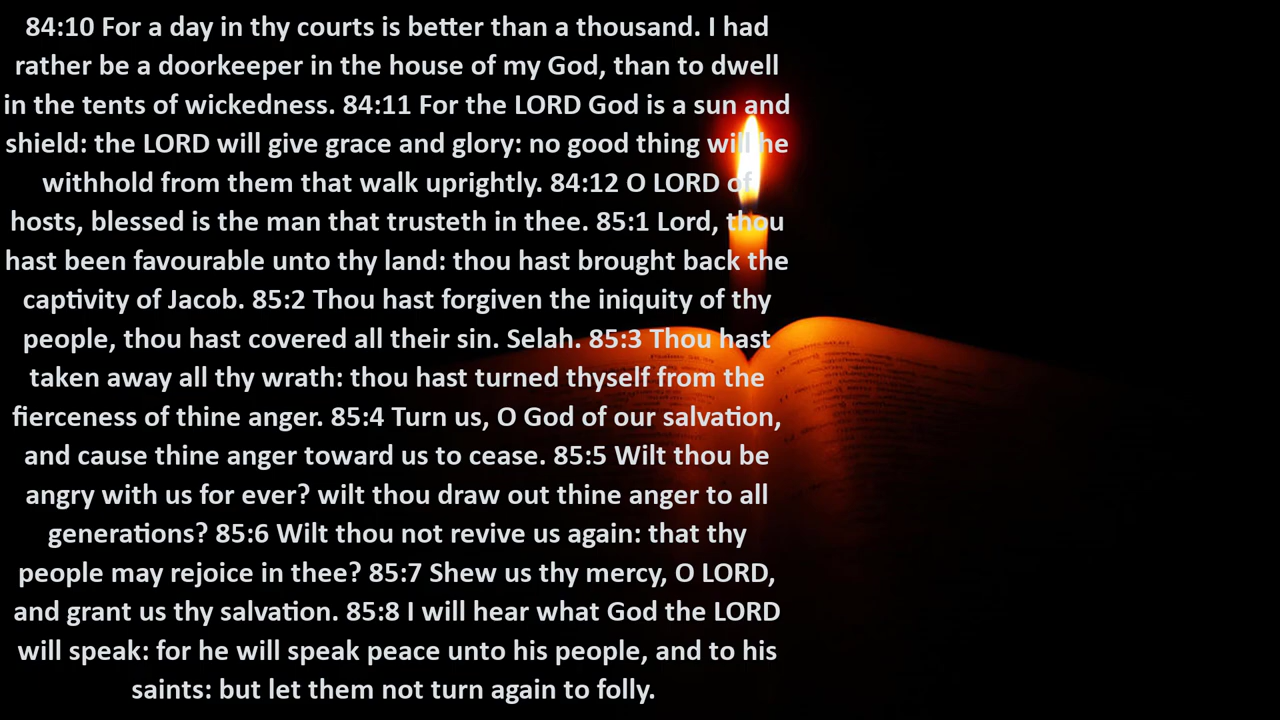 84:10 For a day in thy courts is better than a thousand. I had
rather be a doorkeeper in the house of my God, than to dwell
in the tents of wickedness. 84:11 For the LORD God is a sun and
shield: the LORD will give grace and glory: no good thing will he
withhold from them that walk uprightly. 84:12 O LORD of
hosts, blessed is the man that trusteth in thee. 85:1 Lord, thou
hast been favourable unto thy land: thou hast brought back the
captivity of Jacob. 85:2 Thou hast forgiven the iniquity of thy
people, thou hast covered all their sin. Selah. 85:3 Thou hast
taken away all thy wrath: thou hast turned thyself from the
fierceness of thine anger. 85:4 Turn us, O God of our salvation,
and cause thine anger toward us to cease. 85:5 Wilt thou be
angry with us for ever? wilt thou draw out thine anger to all
generations? 85:6 Wilt thou not revive us again: that thy
people may rejoice in thee? 85:7 Shew us thy mercy, O LORD,
and grant us thy salvation. 85:8 I will hear what God the LORD
will speak: for he will speak peace unto his people, and to his
saints: but let them not turn again to folly.